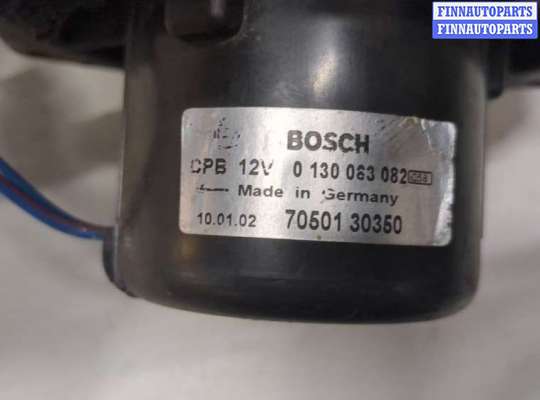 FINNAUTOPARTS
FINNAUTOPARTS
BOSCH
CPB 12V 0 130 063 082
Made in Germany
10.01.02 70501 30350